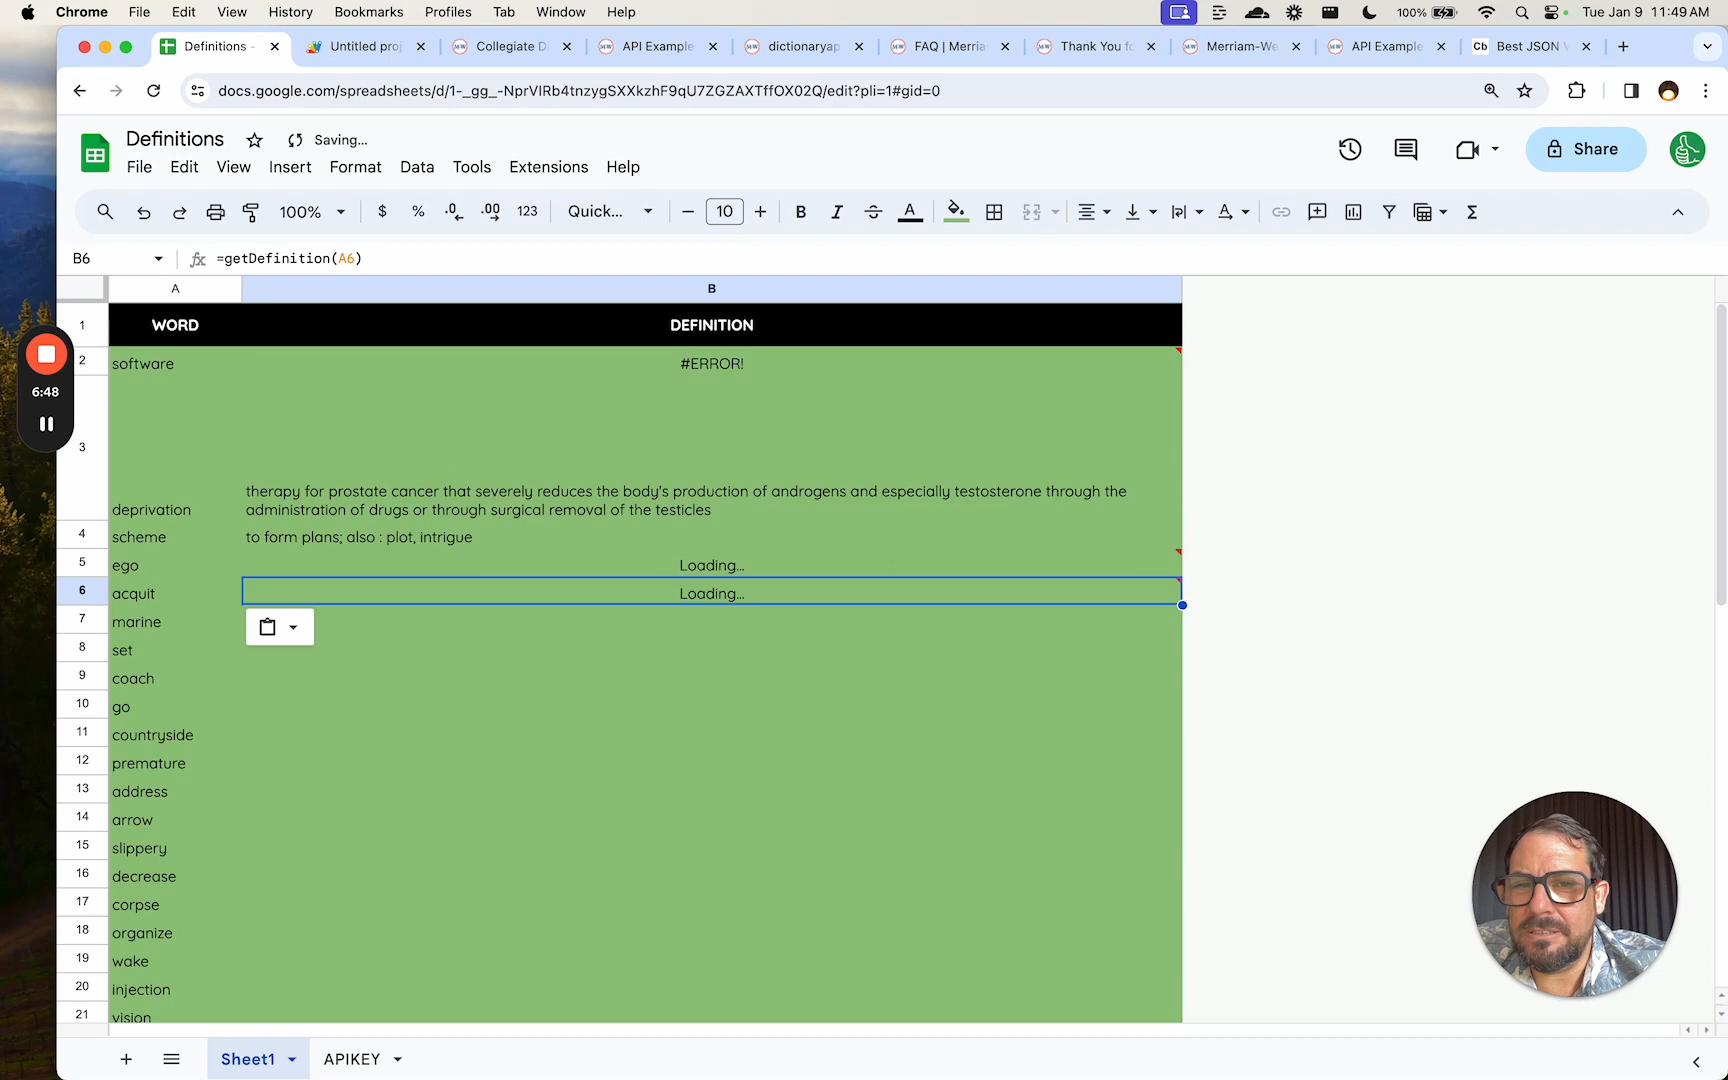 Chrome File Edit View History Bookmarks Profiles Tab Window Help 100% Tue Jan 9 11:49 AM
Definitions - Untitled proj Collegiate Di API Example dictionaryap FAQ | Merria Thank You fo Merriam-We API Example Cb Best JSON V
docs.google.com/spreadsheets/d/1-_gg_-NprVIRb4tnzygSXXkzhF9qU7ZGZAXTffOX02Q/edit?pli=1#gid=0
Definitions Saving...
File Edit View Insert Format Data Tools Extensions Help
Share
100% $ % .0 .00 123 Quick... 10 B I A
B6 fx =getDefinition(A6)
A B
1 WORD DEFINITION
2 software #ERROR!
6:48
3 deprivation therapy for prostate cancer that severely reduces the body's production of androgens and especially testosterone through the
administration of drugs or through surgical removal of the testicles
4 scheme to form plans; also : plot, intrigue
5 ego Loading...
6 acquit Loading...
7 marine
8 set
9 coach
10 go
11 countryside
12 premature
13 address
14 arrow
15 slippery
16 decrease
17 corpse
18 organize
19 wake
20 injection
21 vision
Sheet1 APIKEY